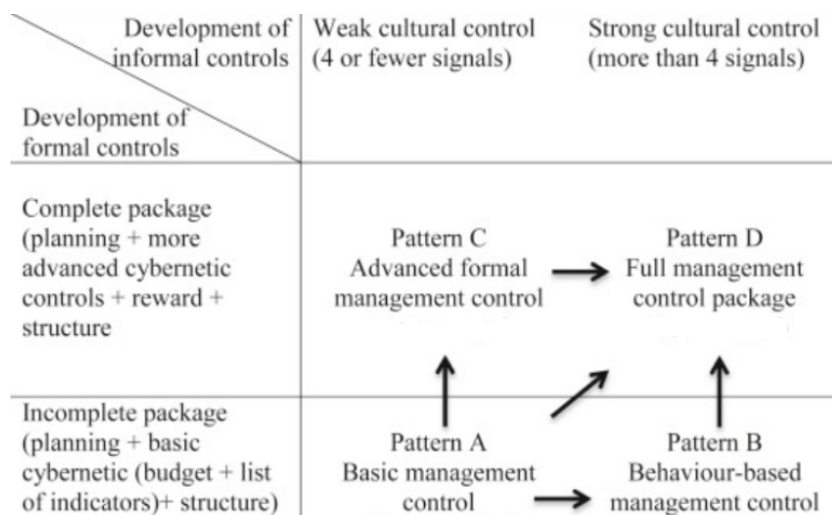 Development of
informal controls
Weak cultural control
(4 or fewer signals)
Strong cultural control
(more than 4 signals)
Development of
formal controls
Complete package
(planning + more
advanced cybernetic
controls + reward +
structure
Pattern C
Advanced formal
management control
Pattern D
Full management
control package
Incomplete package
(planning + basic
cybernetic (budget + list
of indicators)+ structure)
Pattern A
Basic management
control
Pattern B
Behaviour-based
management control